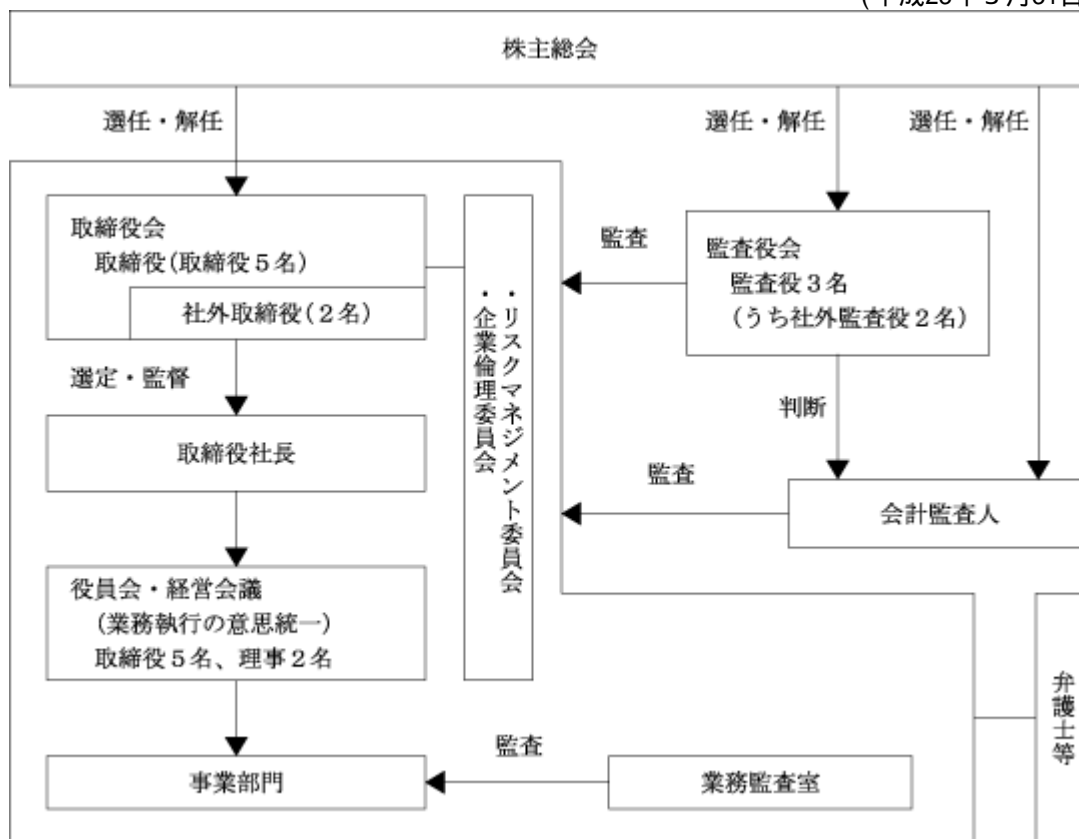 株主総会
選任・解任
選任・解任
選任・解任
取締役会
取締役(取締役5名)
社外取締役(2名)
選定・監督
取締役社長
役員会・経営会議
(業務執行の意思統一)
取締役5名、理事2名
事業部門
・リスクマネジメント委員会
・企業倫理委員会
監査
監査役会
監査役3名
(うち社外監査役2名)
判断
監査
会計監査人
弁護士等
監査
業務監査室